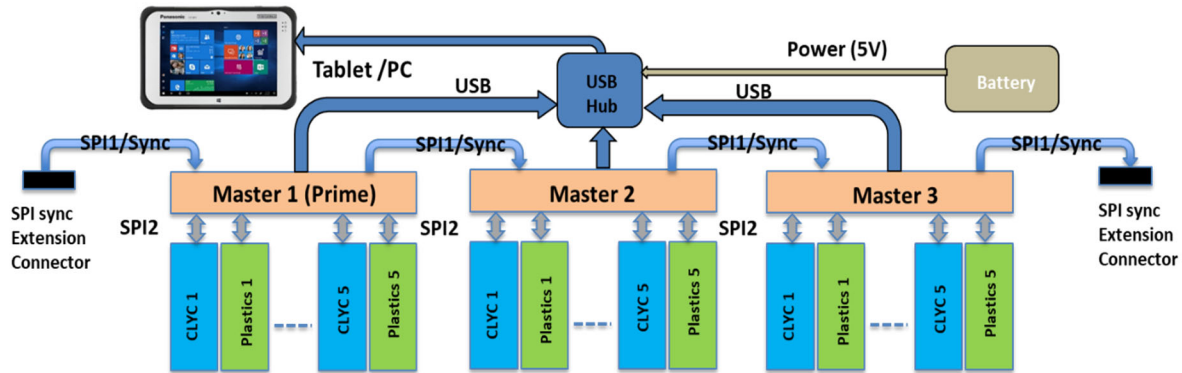 Panasonic
Tablet /PC
USB
USB
Hub
Power (5V)
Battery
USB
SPI1/Sync
SPI1/Sync
SPI1/Sync
SPI1/Sync
Master 1 (Prime)
Master 2
Master 3
SPI sync
Extension
Connector
SPI2
SPI2
SPI2
SPI sync
Extension
Connector
CLYC 1
Plastics 1
CLYC 5
Plastics 5
CLYC 1
Plastics 1
CLYC 5
Plastics 5
CLYC 1
Plastics 1
CLYC 5
Plastics 5